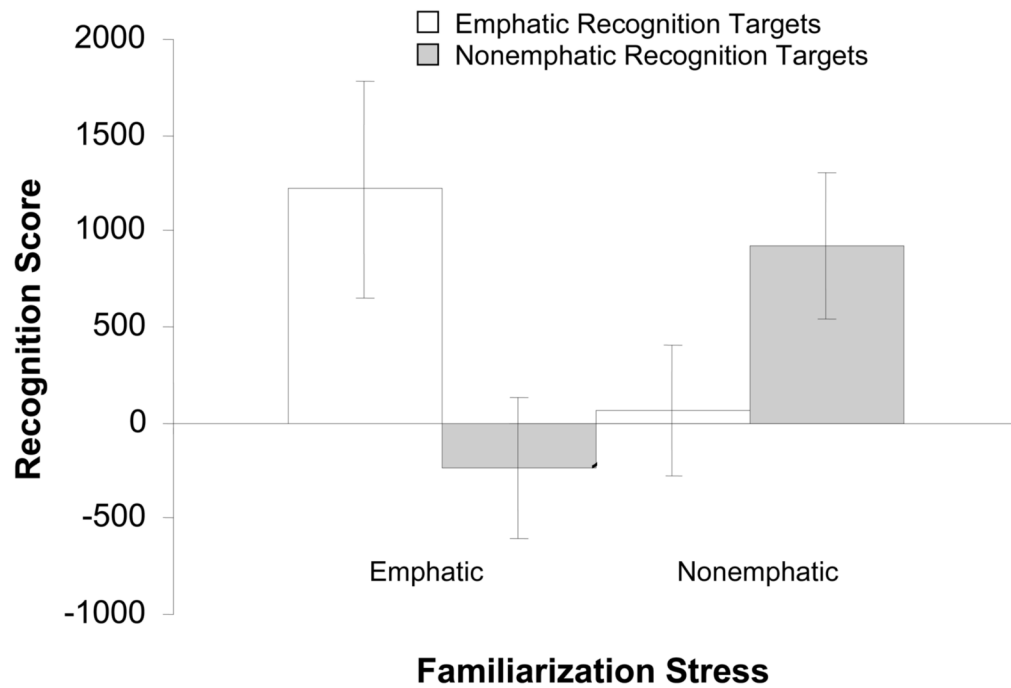 Emphatic Recognition Targets
Nonemphatic Recognition Targets
2000
1500
1000
500
0
-500
-1000
Recognition Score
Emphatic
Nonemphatic
Familiarization Stress